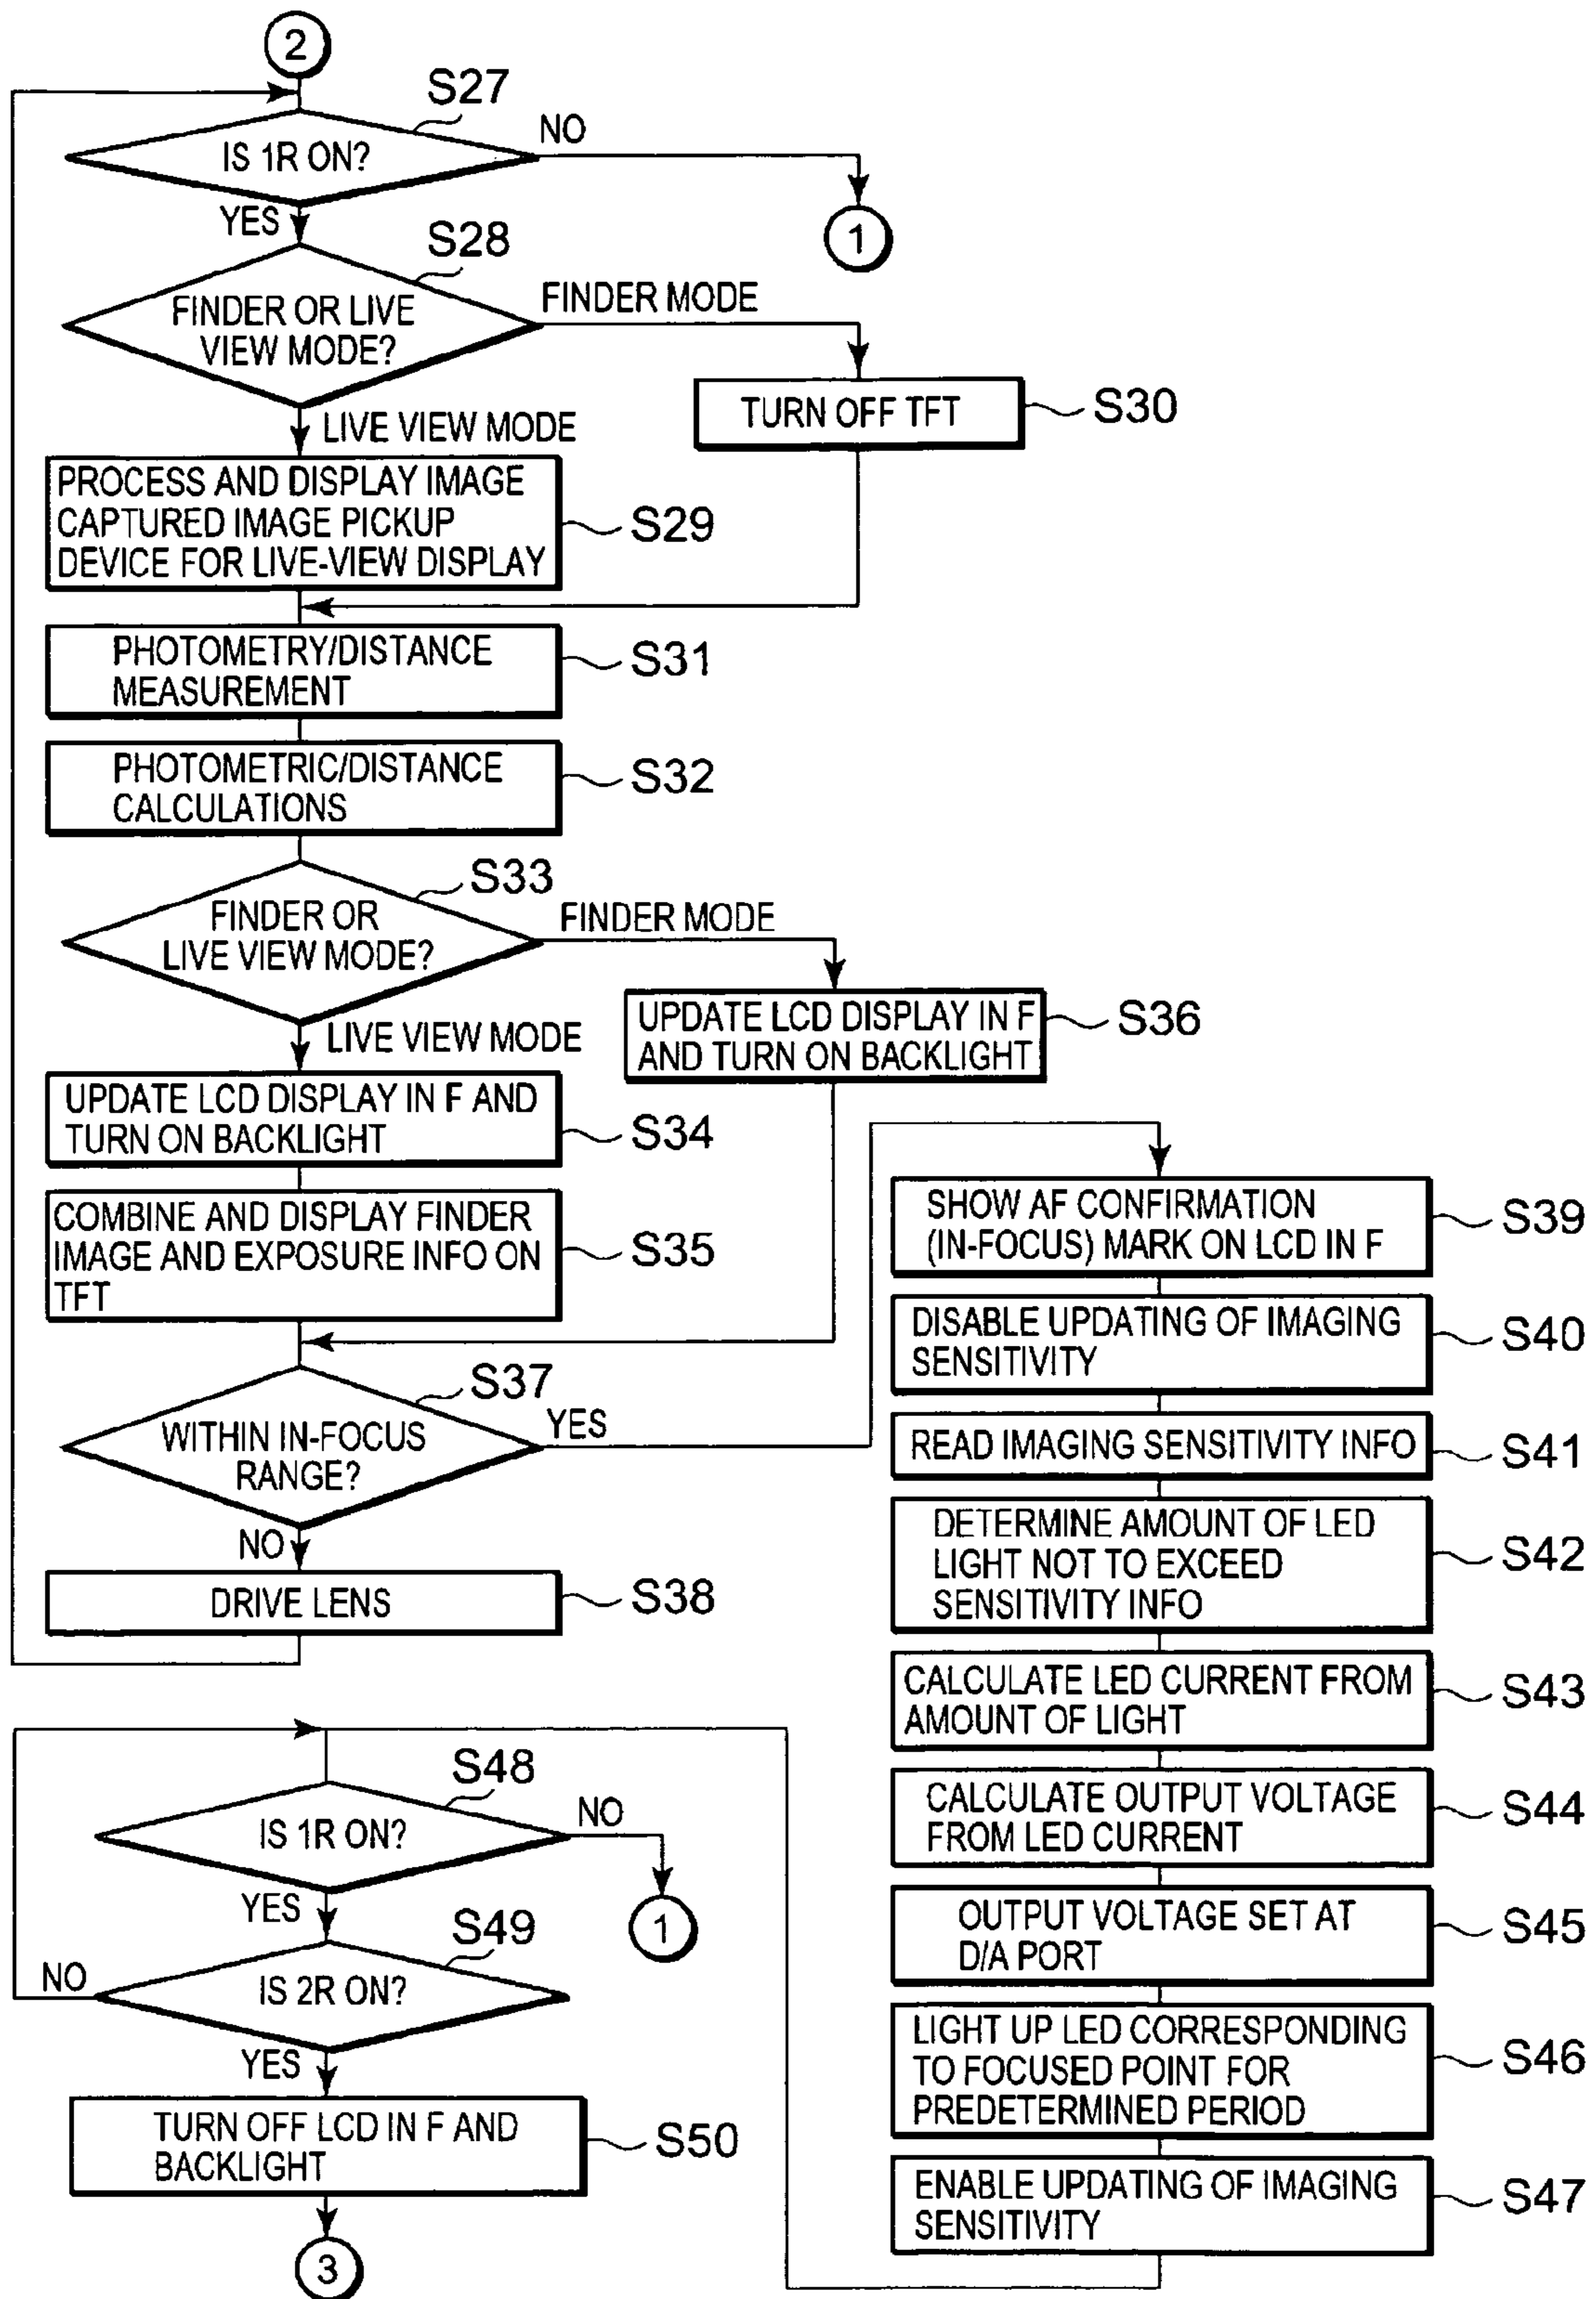 2
S27
IS 1R ON?
NO
1
YES
S28
FINDER OR LIVE
VIEW MODE?
FINDER MODE
TURN OFF TFT
S30
LIVE VIEW MODE
PROCESS AND DISPLAY IMAGE
CAPTURED IMAGE PICKUP
DEVICE FOR LIVE-VIEW DISPLAY
S29
PHOTOMETRY/DISTANCE
MEASUREMENT
S31
PHOTOMETRIC/DISTANCE
CALCULATIONS
S32
S33
FINDER OR
LIVE VIEW MODE?
FINDER MODE
UPDATE LCD DISPLAY IN F
AND TURN ON BACKLIGHT
S36
LIVE VIEW MODE
UPDATE LCD DISPLAY IN F AND
TURN ON BACKLIGHT
S34
COMBINE AND DISPLAY FINDER
IMAGE AND EXPOSURE INFO ON
TFT
S35
S37
WITHIN IN-FOCUS
RANGE?
YES
NO
DRIVE LENS
S38
SHOW AF CONFIRMATION
(IN-FOCUS) MARK ON LCD IN F
S39
DISABLE UPDATING OF IMAGING
SENSITIVITY
S40
READ IMAGING SENSITIVITY INFO
S41
DETERMINE AMOUNT OF LED
LIGHT NOT TO EXCEED
SENSITIVITY INFO
S42
CALCULATE LED CURRENT FROM
AMOUNT OF LIGHT
S43
CALCULATE OUTPUT VOLTAGE
FROM LED CURRENT
S44
OUTPUT VOLTAGE SET AT
D/A PORT
S45
LIGHT UP LED CORRESPONDING
TO FOCUSED POINT FOR
PREDETERMINED PERIOD
S46
ENABLE UPDATING OF IMAGING
SENSITIVITY
S47
S48
IS 1R ON?
NO
1
YES
S49
IS 2R ON?
NO
YES
TURN OFF LCD IN F AND
BACKLIGHT
S50
3